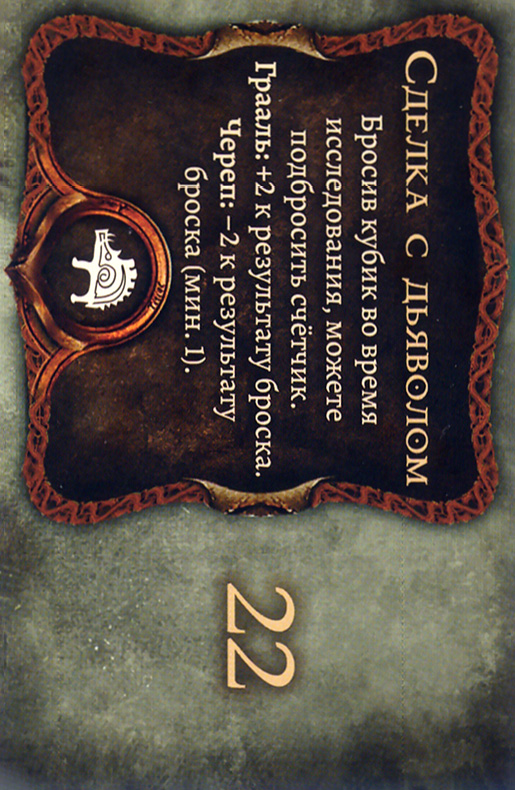 Сделка с дьяволом
Бросив кубик во время
исследования, можете
подбросить счётчик.
Грааль: +2 к результату броска.
Череп: −2 к результату
броска (мин. 1).
22